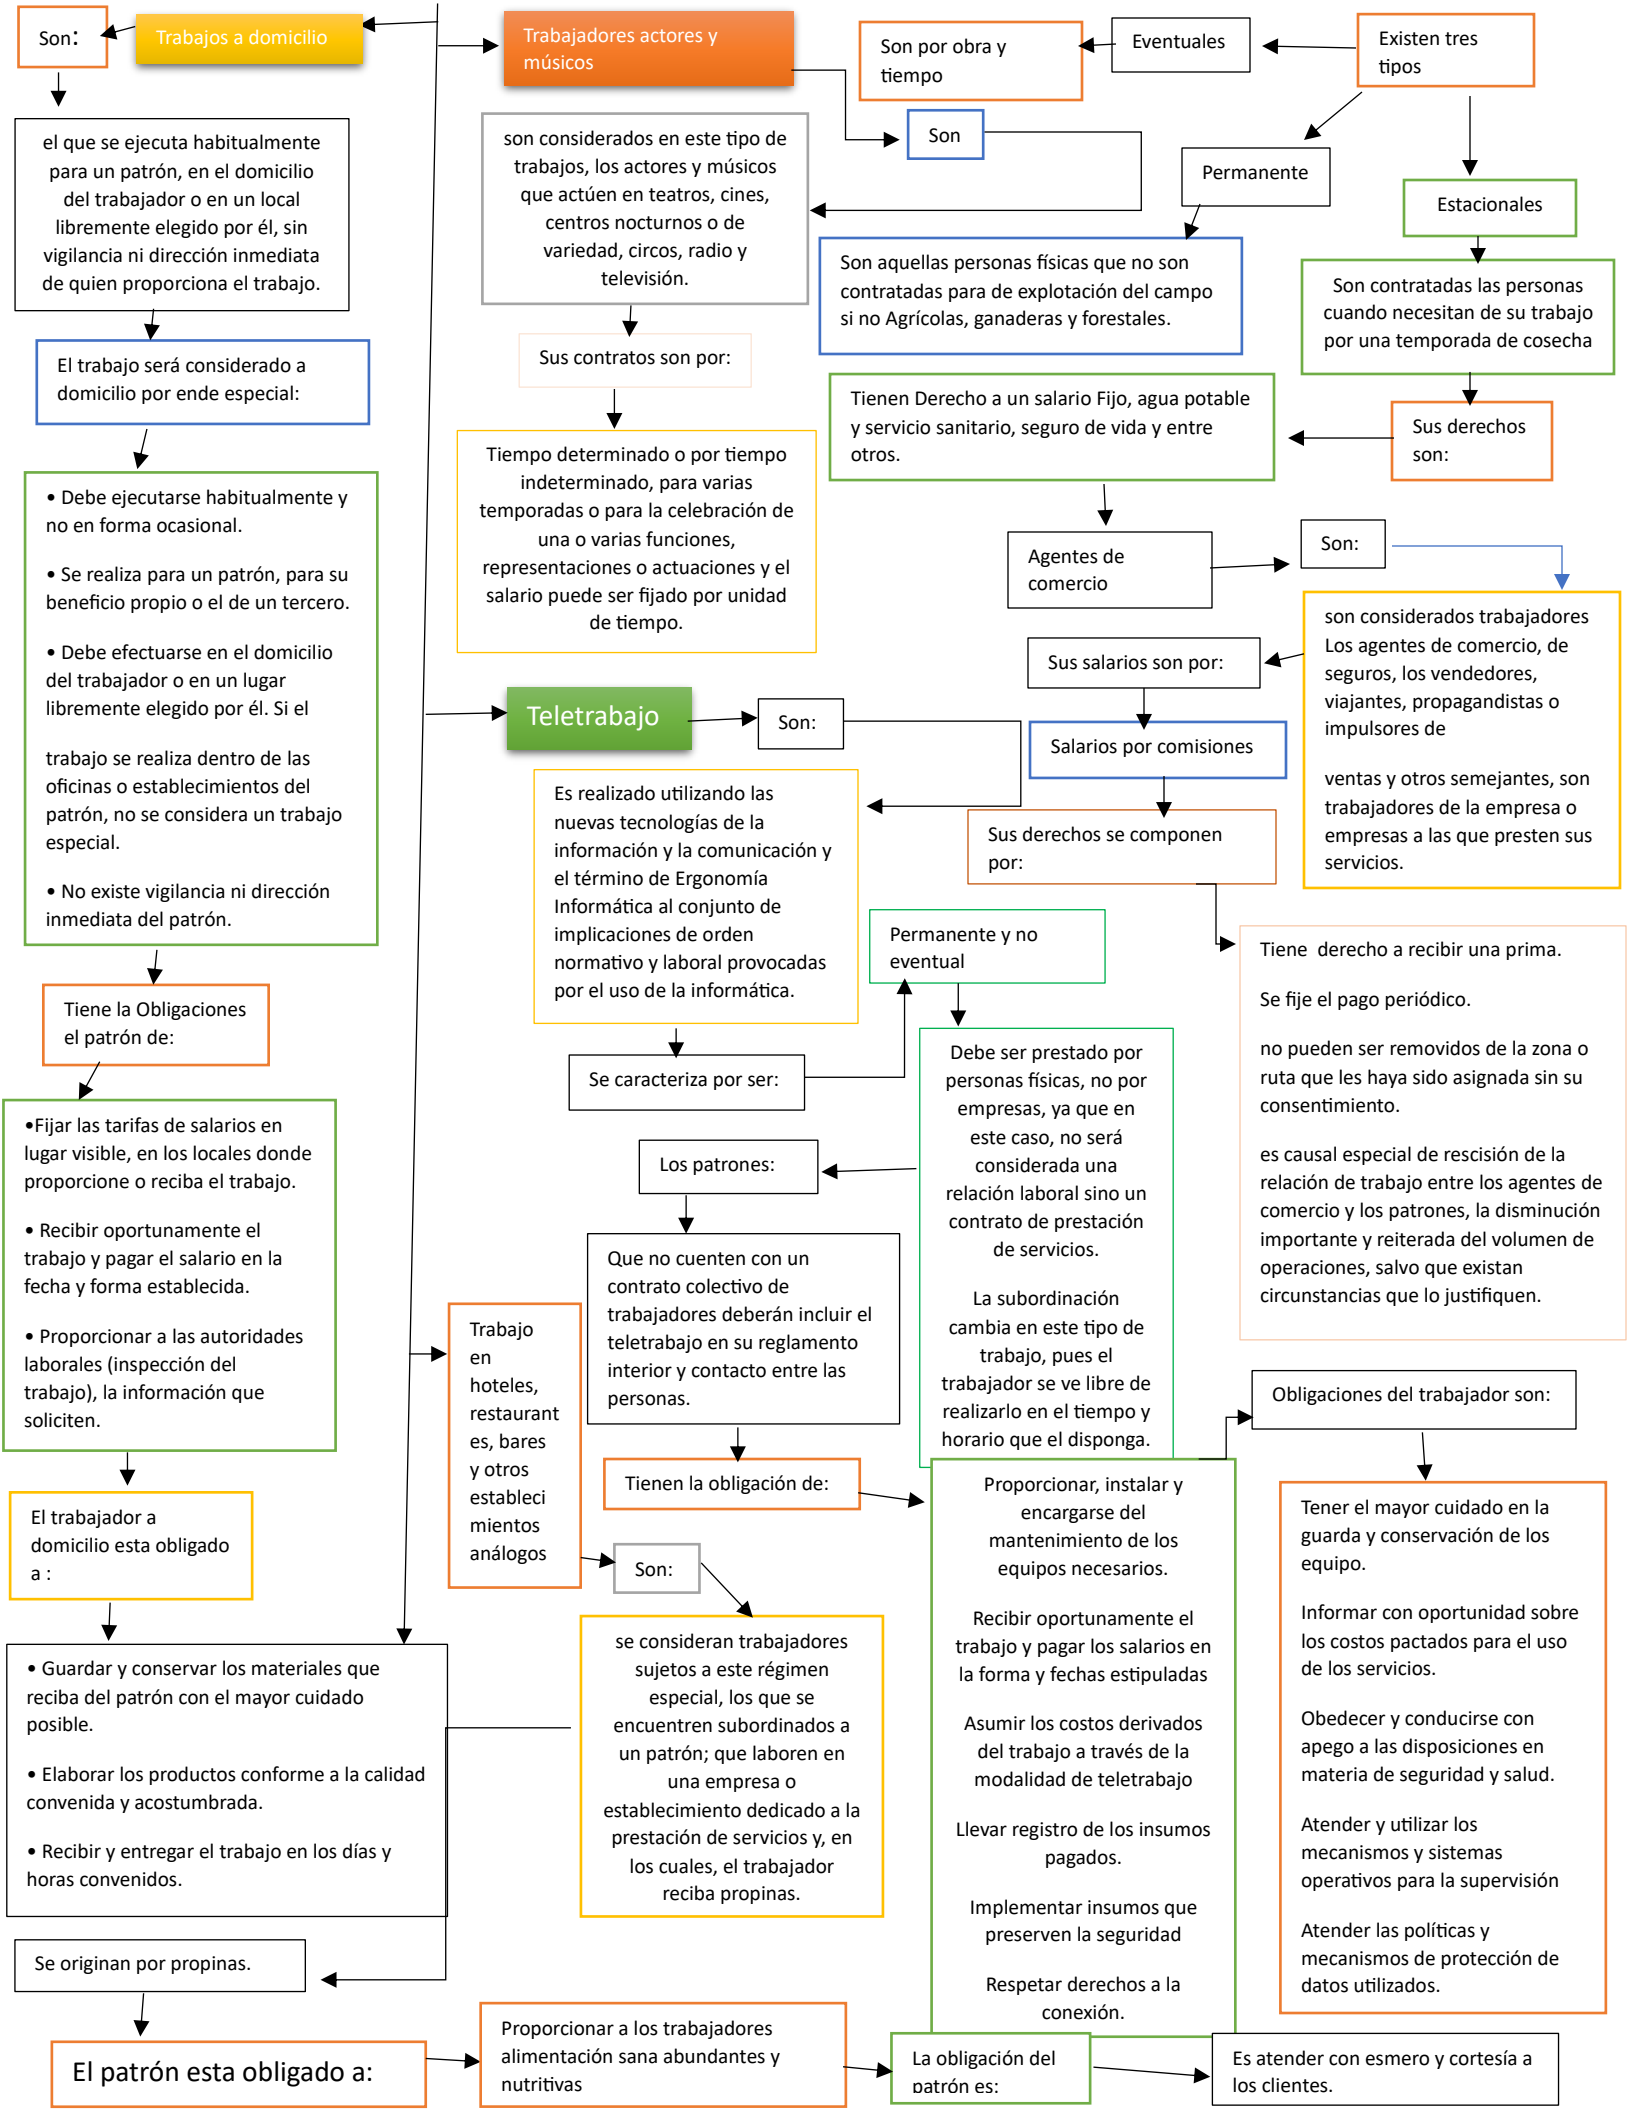 Son:
Trabajos a domicilio
el que se ejecuta habitualmente
para un patrón, en el domicilio
del trabajador o en un local
libremente elegido por él, sin
vigilancia ni dirección inmediata
de quien proporciona el trabajo.
El trabajo será considerado a
domicilio por ende especial:
• Debe ejecutarse habitualmente y
no en forma ocasional.
• Se realiza para un patrón, para su
beneficio propio o el de un tercero.
• Debe efectuarse en el domicilio
del trabajador o en un lugar
libremente elegido por él. Si el
trabajo se realiza dentro de las
oficinas o establecimientos del
patrón, no se considera un trabajo
especial.
• No existe vigilancia ni dirección
inmediata del patrón.
Tiene la Obligaciones
el patrón de:
•Fijar las tarifas de salarios en
lugar visible, en los locales donde
proporcione o reciba el trabajo.
• Recibir oportunamente el
trabajo y pagar el salario en la
fecha y forma establecida.
• Proporcionar a las autoridades
laborales (inspección del
trabajo), la información que
soliciten.
El trabajador a
domicilio esta obligado
a :
• Guardar y conservar los materiales que
reciba del patrón con el mayor cuidado
posible.
• Elaborar los productos conforme a la calidad
convenida y acostumbrada.
• Recibir y entregar el trabajo en los días y
horas convenidos.
Trabajadores actores y
músicos
Son
son considerados en este tipo de
trabajos, los actores y músicos
que actúen en teatros, cines,
centros nocturnos o de
variedad, circos, radio y
televisión.
Sus contratos son por:
Tiempo determinado o por tiempo
indeterminado, para varias
temporadas o para la celebración de
una o varias funciones,
representaciones o actuaciones y el
salario puede ser fijado por unidad
de tiempo.
Existen tres
tipos
Eventuales
Son por obra y
tiempo
Permanente
Son aquellas personas físicas que no son
contratadas para de explotación del campo
si no Agrícolas, ganaderas y forestales.
Estacionales
Son contratadas las personas
cuando necesitan de su trabajo
por una temporada de cosecha
Sus derechos
son:
Tienen Derecho a un salario Fijo, agua potable
y servicio sanitario, seguro de vida y entre
otros.
Agentes de
comercio
Son:
son considerados trabajadores
Los agentes de comercio, de
seguros, los vendedores,
viajantes, propagandistas o
impulsores de
ventas y otros semejantes, son
trabajadores de la empresa o
empresas a las que presten sus
servicios.
Sus salarios son por:
Salarios por comisiones
Sus derechos se componen
por:
Tiene  derecho a recibir una prima.
Se fije el pago periódico.
no pueden ser removidos de la zona o
ruta que les haya sido asignada sin su
consentimiento.
es causal especial de rescisión de la
relación de trabajo entre los agentes de
comercio y los patrones, la disminución
importante y reiterada del volumen de
operaciones, salvo que existan
circunstancias que lo justifiquen.
Teletrabajo
Son:
Es realizado utilizando las
nuevas tecnologías de la
información y la comunicación y
el término de Ergonomía
Informática al conjunto de
implicaciones de orden
normativo y laboral provocadas
por el uso de la informática.
Se caracteriza por ser:
Permanente y no
eventual
Debe ser prestado por
personas físicas, no por
empresas, ya que en
este caso, no será
considerada una
relación laboral sino un
contrato de prestación
de servicios.
La subordinación
cambia en este tipo de
trabajo, pues el
trabajador se ve libre de
realizarlo en el tiempo y
horario que el disponga.
Los patrones:
Que no cuenten con un
contrato colectivo de
trabajadores deberán incluir el
teletrabajo en su reglamento
interior y contacto entre las
personas.
Tienen la obligación de:
Proporcionar, instalar y
encargarse del
mantenimiento de los
equipos necesarios.
Recibir oportunamente el
trabajo y pagar los salarios en
la forma y fechas estipuladas
Asumir los costos derivados
del trabajo a través de la
modalidad de teletrabajo
Llevar registro de los insumos
pagados.
Implementar insumos que
preserven la seguridad
Respetar derechos a la
conexión.
Obligaciones del trabajador son:
Tener el mayor cuidado en la
guarda y conservación de los
equipo.
Informar con oportunidad sobre
los costos pactados para el uso
de los servicios.
Obedecer y conducirse con
apego a las disposiciones en
materia de seguridad y salud.
Atender y utilizar los
mecanismos y sistemas
operativos para la supervisión
Atender las políticas y
mecanismos de protección de
datos utilizados.
Trabajo
en
hoteles,
restaurant
es, bares
y otros
estableci
mientos
análogos
Son:
se consideran trabajadores
sujetos a este régimen
especial, los que se
encuentren subordinados a
un patrón; que laboren en
una empresa o
establecimiento dedicado a la
prestación de servicios y, en
los cuales, el trabajador
reciba propinas.
Se originan por propinas.
El patrón esta obligado a:
Proporcionar a los trabajadores
alimentación sana abundantes y
nutritivas
La obligación del
patrón es:
Es atender con esmero y cortesía a
los clientes.